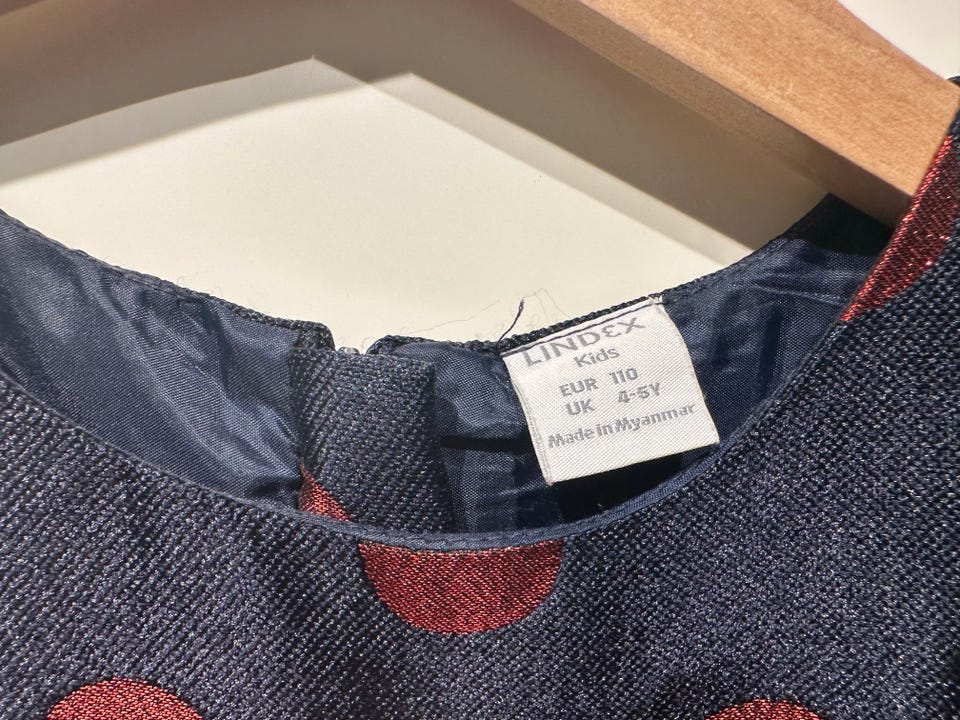 LINDEX
Kids
EUR 110
UK 4-5Y
Made in Myanmar